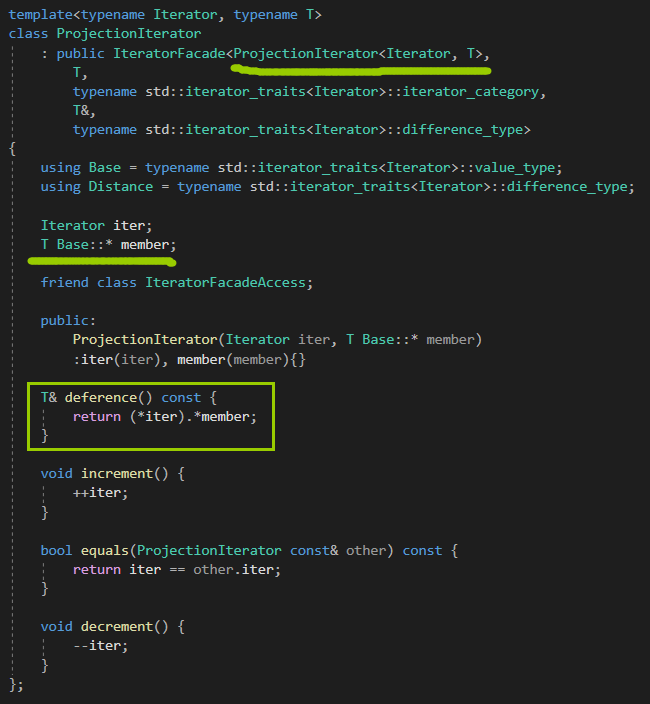 template<typename Iterator, typename T>
class ProjectionIterator
    : public IteratorFacade<ProjectionIterator<Iterator, T>,
        T,
        typename std::iterator_traits<Iterator>::iterator_category,
        T&,
        typename std::iterator_traits<Iterator>::difference_type>
{
    using Base = typename std::iterator_traits<Iterator>::value_type;
    using Distance = typename std::iterator_traits<Iterator>::difference_type;

    Iterator iter;
    T Base::* member;

    friend class IteratorFacadeAccess;

    public:
        ProjectionIterator(Iterator iter, T Base::* member)
        :iter(iter), member(member){}

    T& deference() const {
        return (*iter).*member;
    }

    void increment() {
        ++iter;
    }

    bool equals(ProjectionIterator const& other) const {
        return iter == other.iter;
    }

    void decrement() {
        --iter;
    }
};